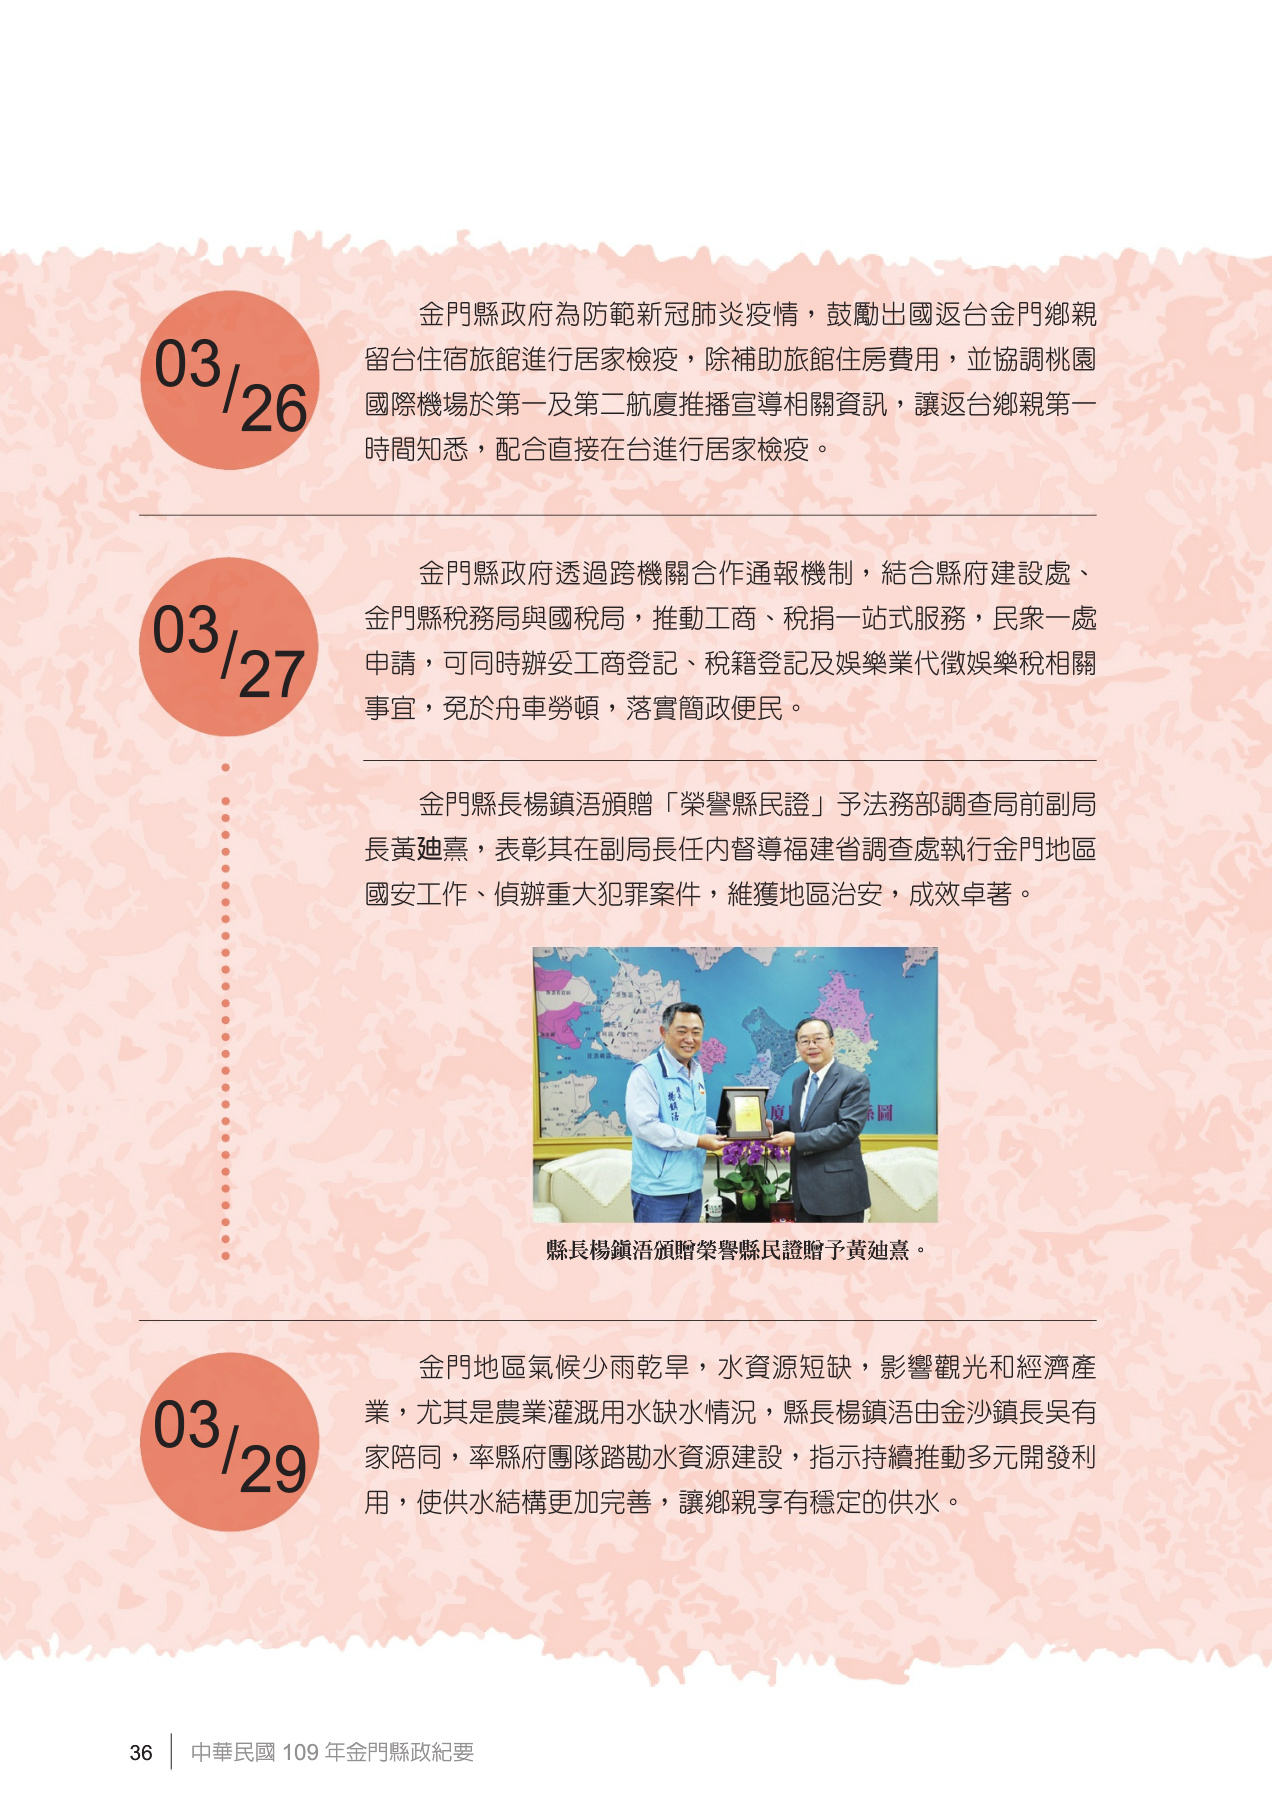 03/26
金門縣政府為防範新冠肺炎疫情，鼓勵出國返台金門鄉親
留台住宿旅館進行居家檢疫，除補助旅館住房費用，並協調桃園
國際機場於第一及第二航廈推播宣導相關資訊，讓返台鄉親第一
時間知悉，配合直接在台進行居家檢疫。
03/27
金門縣政府透過跨機關合作通報機制，結合縣府建設處、
金門縣稅務局與國稅局，推動工商、稅捐一站式服務，民眾一處
申請，可同時辦妥工商登記、稅籍登記及娛樂業代徵娛樂稅相關
事宜，免於舟車勞頓，落實簡政便民。
金門縣長楊鎮浯頒贈「榮譽縣民證」予法務部調查局前副局
長黃廸熹，表彰其在副局長任內督導福建省調查處執行金門地區
國安工作、偵辦重大犯罪案件，維獲地區治安，成效卓著。
縣長楊鎮浯頒贈榮譽縣民證贈予黃廸熹。
03/29
金門地區氣候少雨乾旱，水資源短缺，影響觀光和經濟產
業，尤其是農業灌溉用水缺水情況，縣長楊鎮浯由金沙鎮長吳有
家陪同，率縣府團隊踏勘水資源建設，指示持續推動多元開發利
用，使供水結構更加完善，讓鄉親享有穩定的供水。
36 中華民國 109 年金門縣政紀要